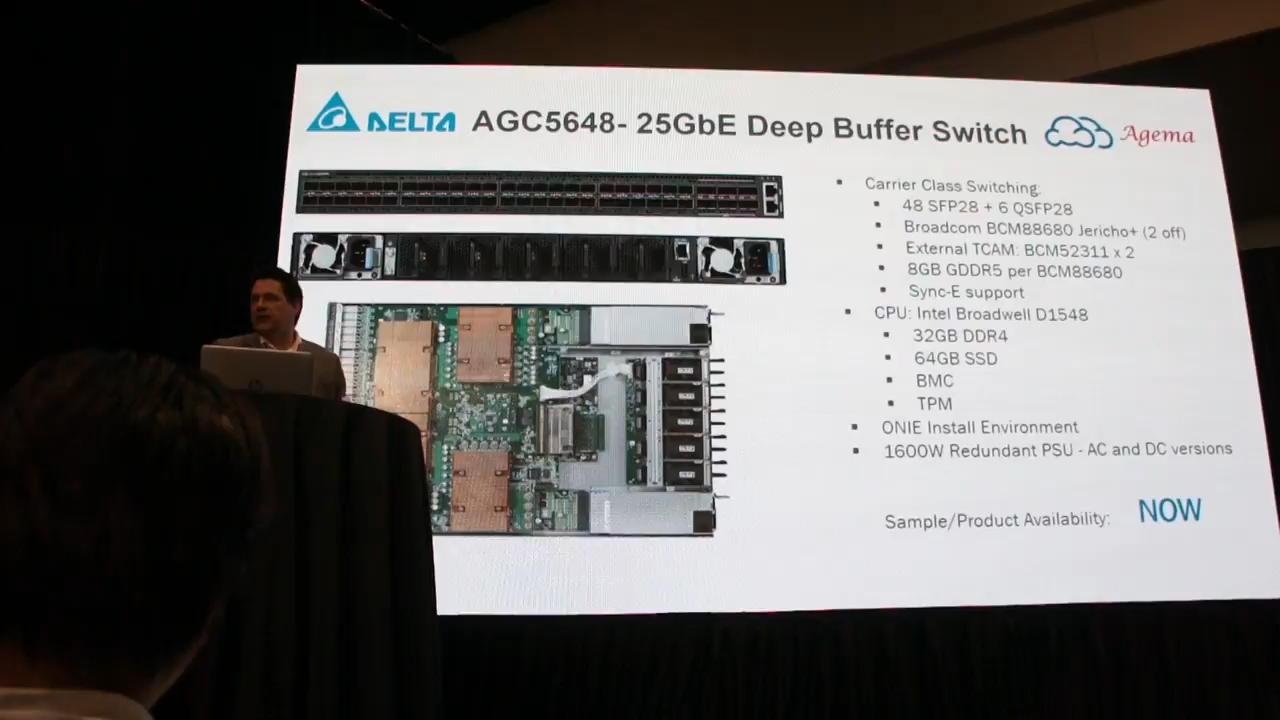 DELTA AGC5648- 25GbE Deep Buffer Switch Agema
Carrier Class Switching:
48 SFP28 + 6 QSFP28
Broadcom BCM88680 Jericho+ (2 off)
External TCAM: BCM52311 x 2
8GB GDDR5 per BCM88680
Sync-E support
CPU: Intel Broadwell D1548
32GB DDR4
64GB SSD
BMC
TPM
ONIE Install Environment
1600W Redundant PSU - AC and DC versions
Sample/Product Availability: NOW